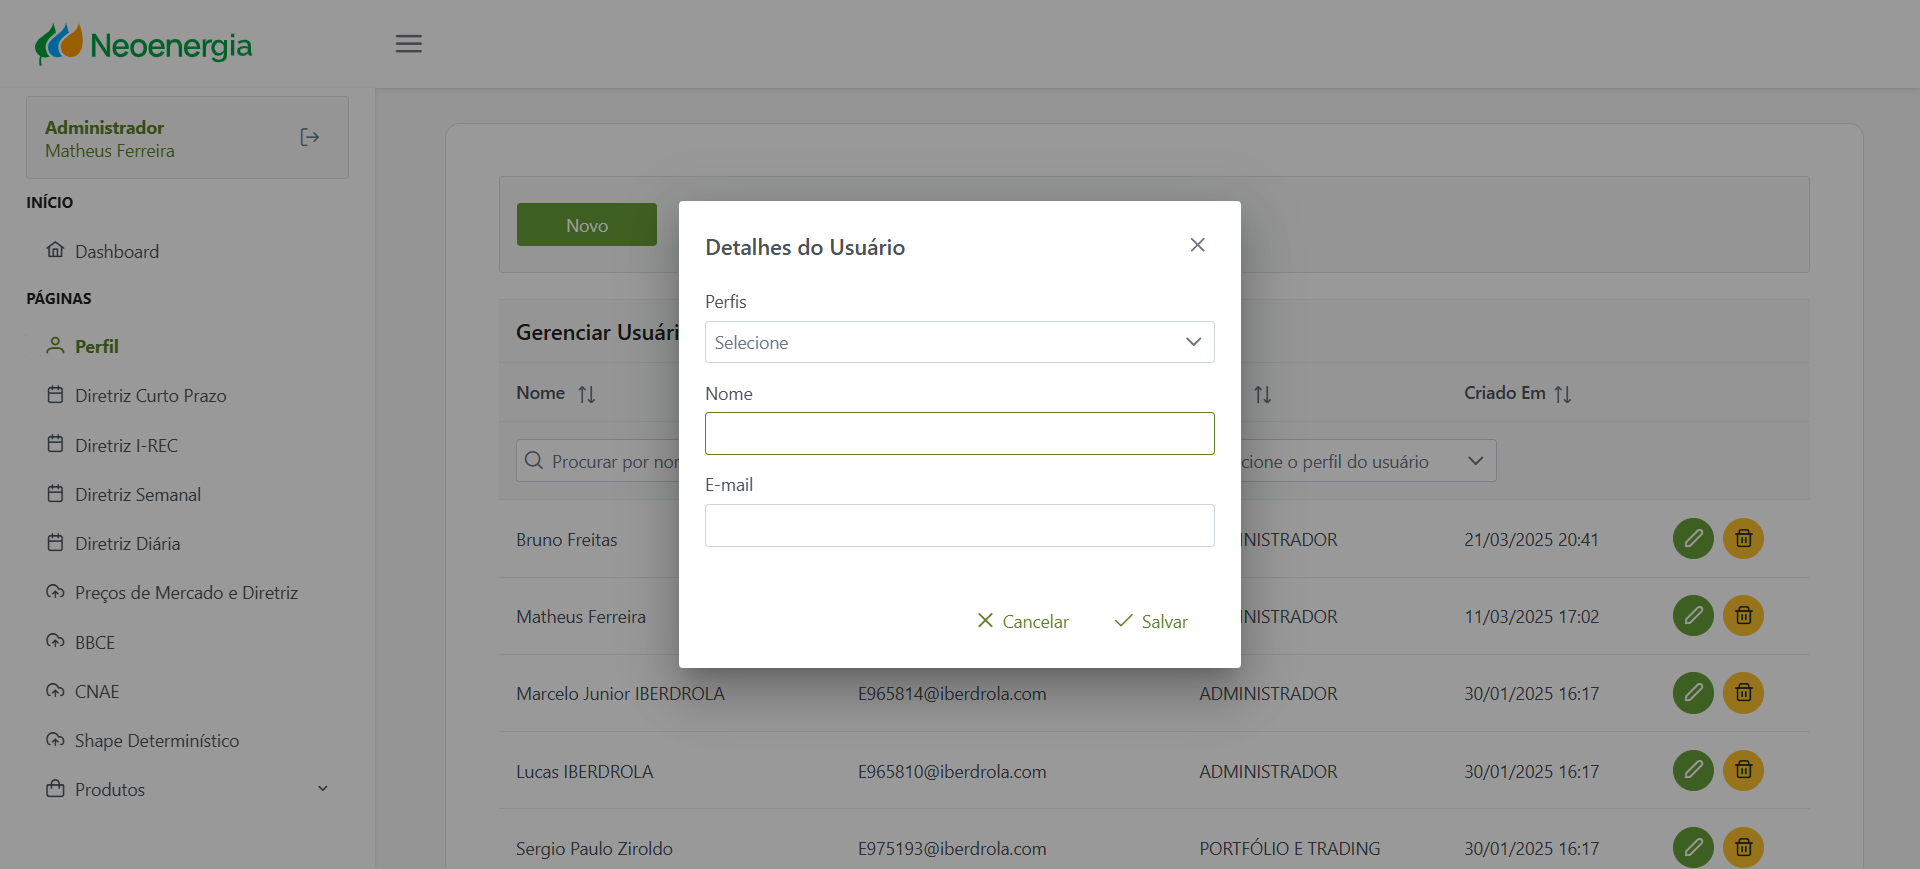 Neoenergia
Administrador
Matheus Ferreira
INÍCIO
Dashboard
PÁGINAS
Perfil
Diretriz Curto Prazo
Diretriz I-REC
Diretriz Semanal
Diretriz Diária
Preços de Mercado e Diretriz
BBCE
CNAE
Shape Determinístico
Produtos
Novo
Detalhes do Usuário
Perfis
Selecione
Nome
E-mail
Cancelar
Salvar
Gerenciar Usuári
Nome Criado Em
Procurar por nor cione o perfil do usuário
Bruno Freitas INISTRADOR 21/03/2025 20:41
Matheus Ferreira INISTRADOR 11/03/2025 17:02
Marcelo Junior IBERDROLA E965814@iberdrola.com ADMINISTRADOR 30/01/2025 16:17
Lucas IBERDROLA E965810@iberdrola.com ADMINISTRADOR 30/01/2025 16:17
Sergio Paulo Ziroldo E975193@iberdrola.com PORTFÓLIO E TRADING 30/01/2025 16:17